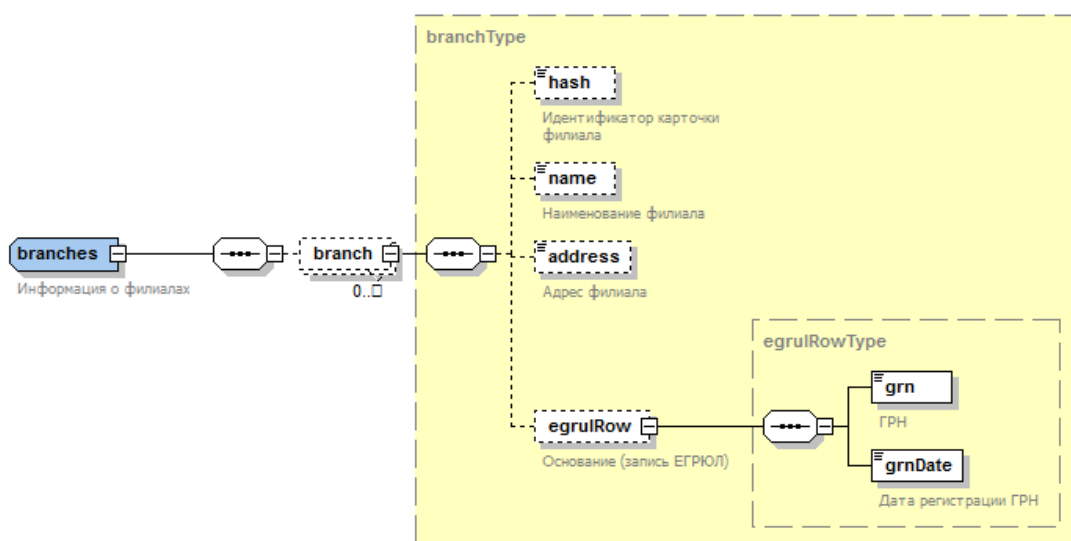 branchType
hash
Идентификатор карточки
филиала
name
Наименование филиала
branches
Информация о филиалах
branch
0..□
address
Адрес филиала
egrulRowType
grn
ГРН
egrulRow
Основание (запись ЕГРЮЛ)
grnDate
Дата регистрации ГРН